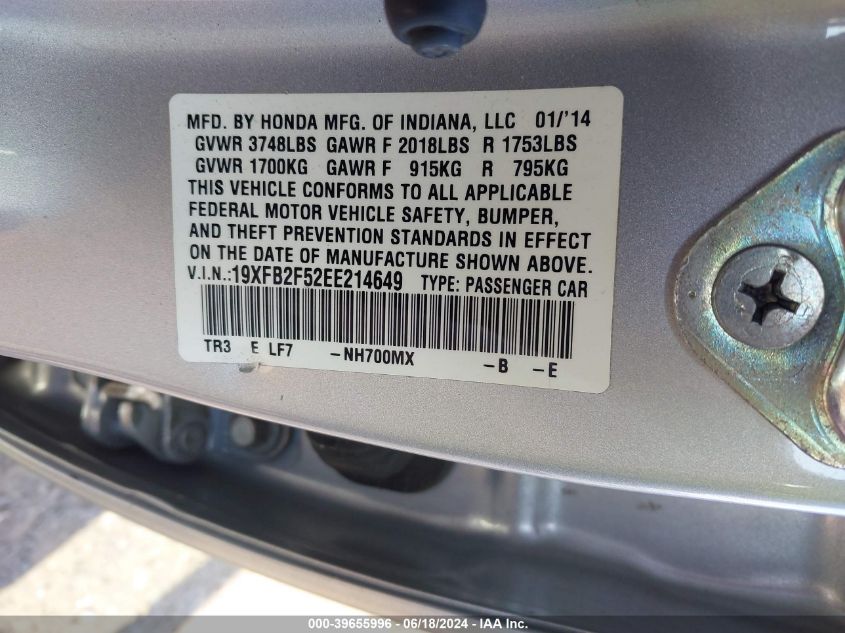 MFD. BY HONDA MFG. OF INDIANA, LLC 01/'14
GVWR 3748LBS GAWR F 2018LBS R 1753LBS
GVWR 1700KG GAWR F 915KG R 795KG
THIS VEHICLE CONFORMS TO ALL APPLICABLE
FEDERAL MOTOR VEHICLE SAFETY, BUMPER,
AND THEFT PREVENTION STANDARDS IN EFFECT
ON THE DATE OF MANUFACTURE SHOWN ABOVE.
V.I.N.:19XFB2F52EE214649 TYPE: PASSENGER CAR
TR3 E LF7 -NH700MX -B -E
000-39655996 - 06/18/2024 - IAAI.com